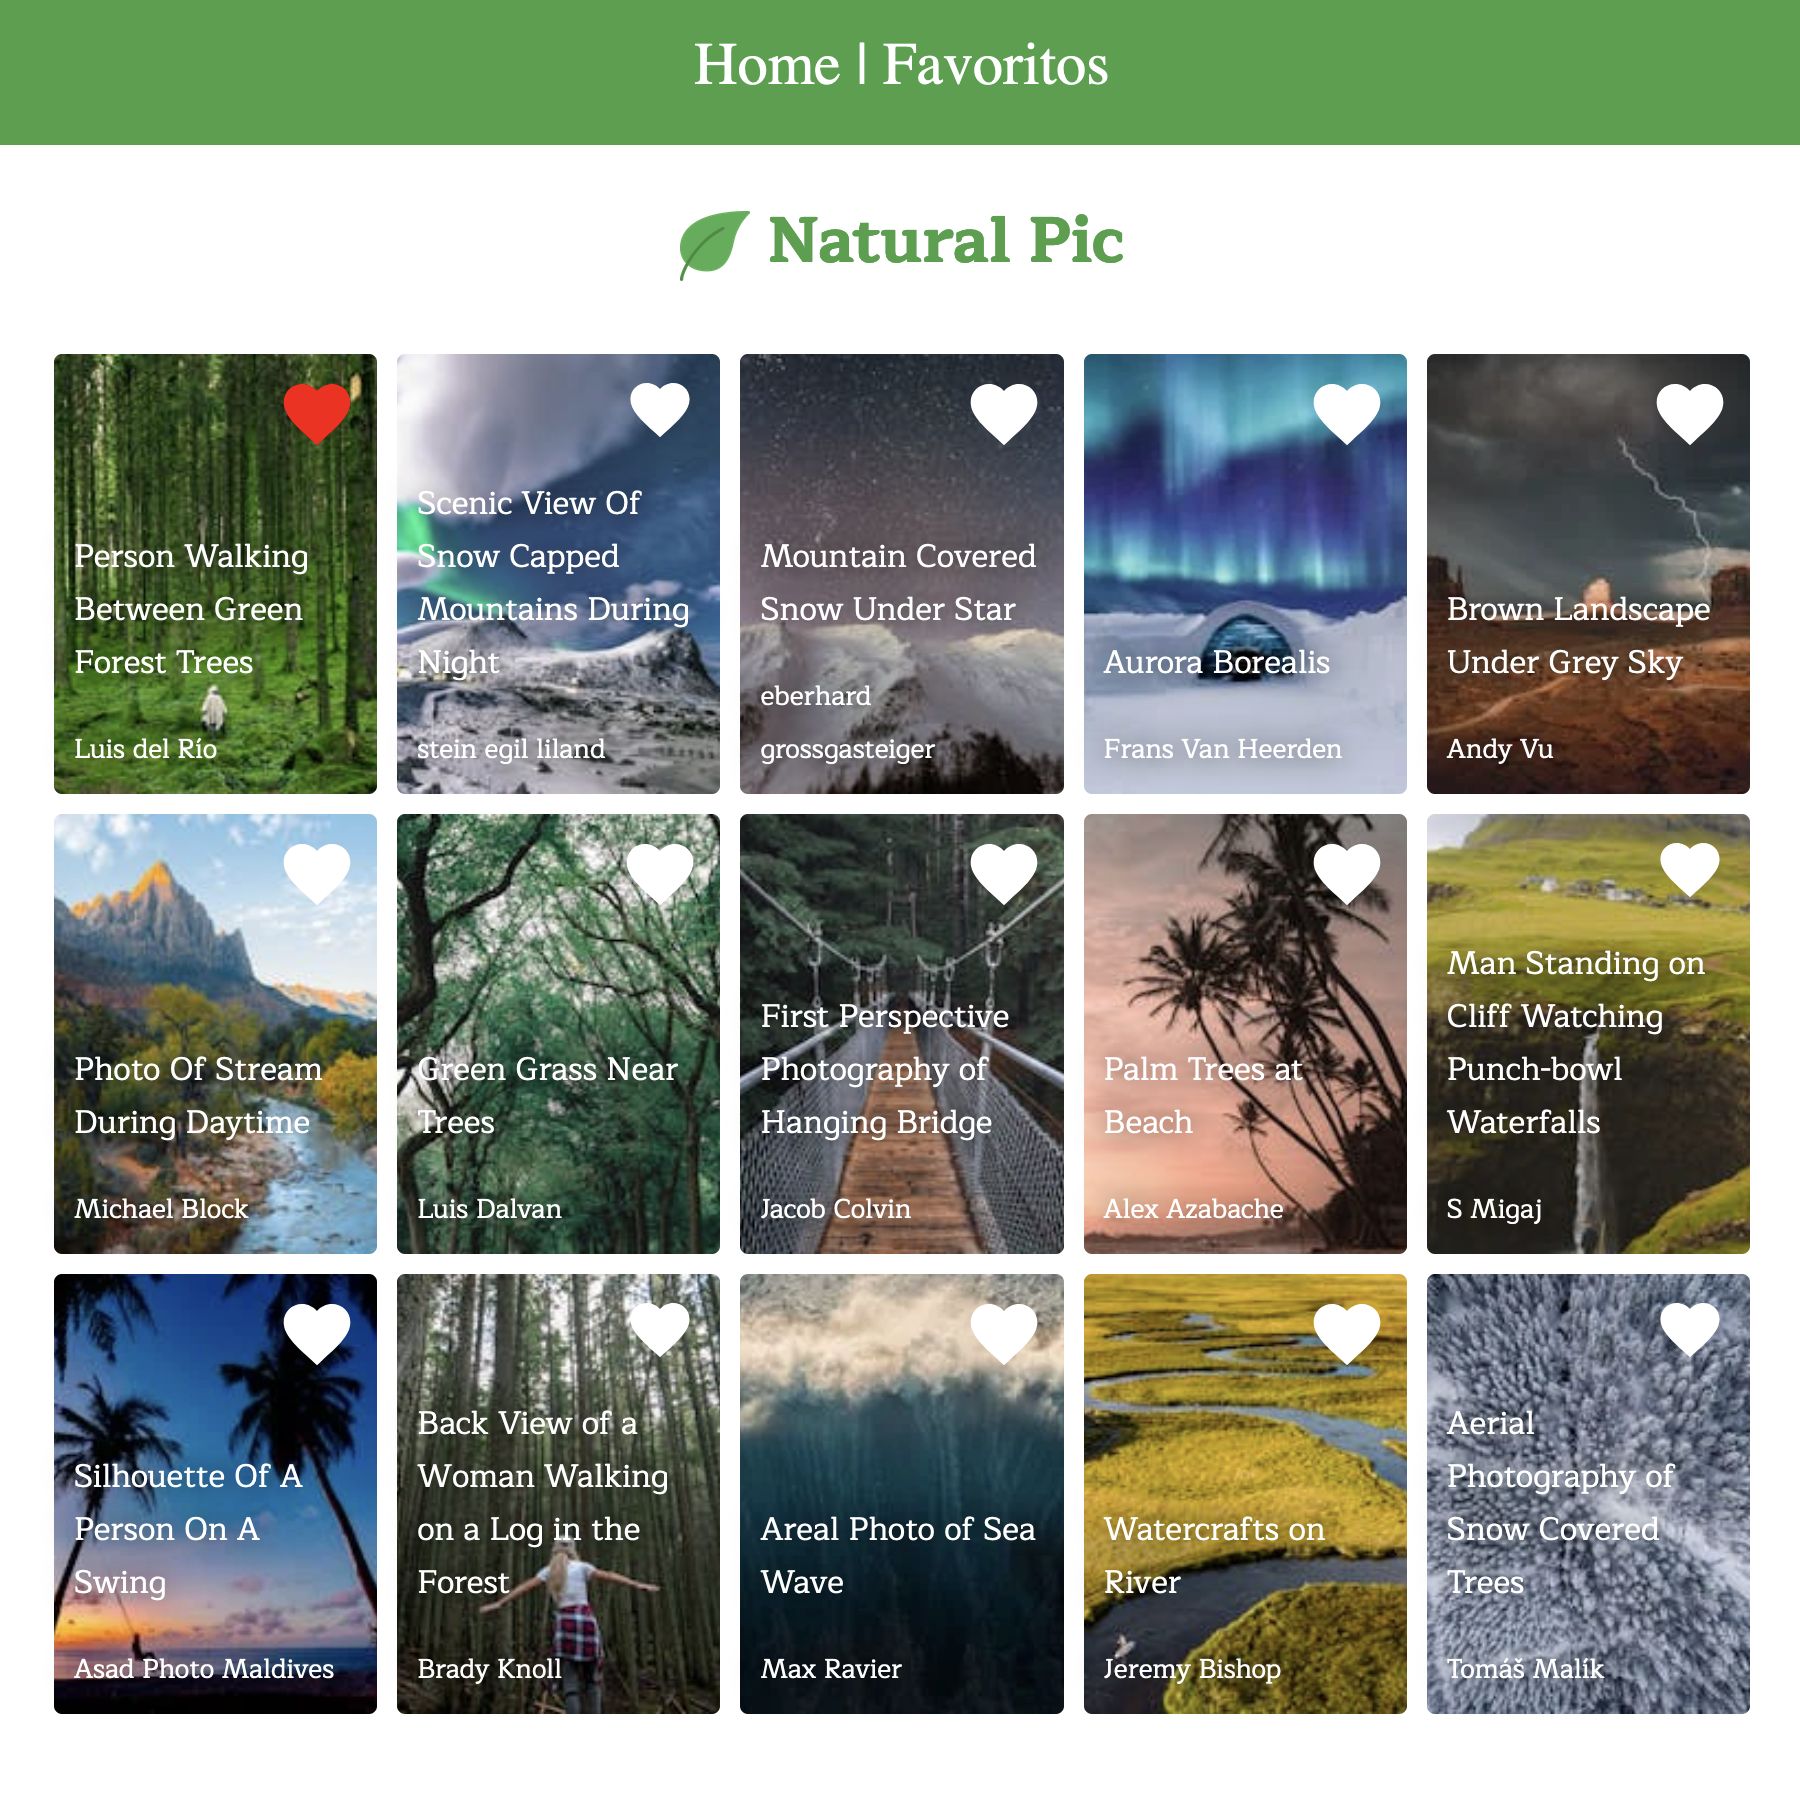 Home | Favoritos
Natural Pic
Person Walking
Between Green
Forest Trees
Luis del Río
Scenic View Of
Snow Capped
Mountains During
Night
stein egil liland
Mountain Covered
Snow Under Star
eberhard
grossgasteiger
Aurora Borealis
Frans Van Heerden
Brown Landscape
Under Grey Sky
Andy Vu
Photo Of Stream
During Daytime
Michael Block
Green Grass Near
Trees
Luis Dalvan
First Perspective
Photography of
Hanging Bridge
Jacob Colvin
Palm Trees at
Beach
Alex Azabache
Man Standing on
Cliff Watching
Punch-bowl
Waterfalls
S Migaj
Silhouette Of A
Person On A
Swing
Asad Photo Maldives
Back View of a
Woman Walking
on a Log in the
Forest
Brady Knoll
Areal Photo of Sea
Wave
Max Ravier
Watercrafts on
River
Jeremy Bishop
Aerial
Photography of
Snow Covered
Trees
Tomáš Malík